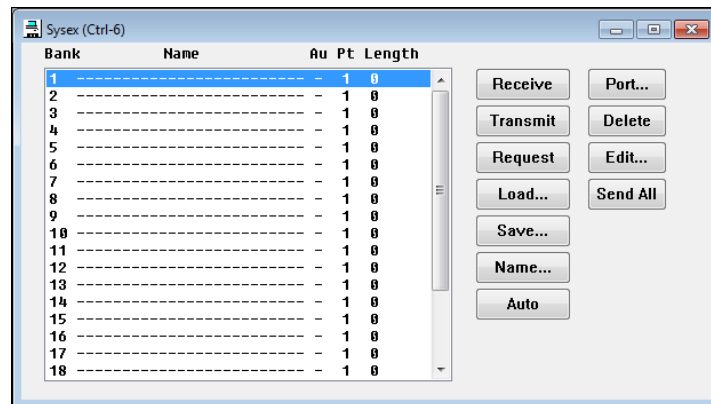 Sysex (Ctrl-6)
Bank Name Au Pt Length
1 ------------------------ - 1 0
2 ------------------------ - 1 0
3 ------------------------ - 1 0
4 ------------------------ - 1 0
5 ------------------------ - 1 0
6 ------------------------ - 1 0
7 ------------------------ - 1 0
8 ------------------------ - 1 0
9 ------------------------ - 1 0
10 ------------------------ - 1 0
11 ------------------------ - 1 0
12 ------------------------ - 1 0
13 ------------------------ - 1 0
14 ------------------------ - 1 0
15 ------------------------ - 1 0
16 ------------------------ - 1 0
17 ------------------------ - 1 0
18 ------------------------ - 1 0
Receive Port...
Transmit Delete
Request Edit...
Load... Send All
Save...
Name...
Auto